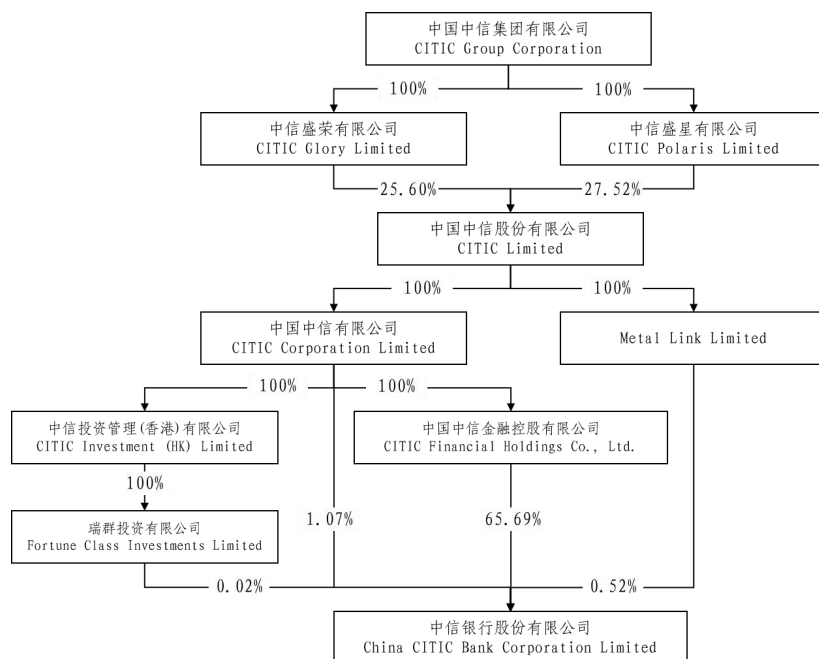 中国中信集团有限公司
CITIC Group Corporation
100%
100%
中信盛荣有限公司
CITIC Glory Limited
中信盛星有限公司
CITIC Polaris Limited
25.60%
27.52%
中国中信股份有限公司
CITIC Limited
100%
100%
中国中信有限公司
CITIC Corporation Limited
Metal Link Limited
100%
100%
中信投资管理(香港)有限公司
CITIC Investment (HK) Limited
中国中信金融控股有限公司
CITIC Financial Holdings Co., Ltd.
100%
瑞群投资有限公司
Fortune Class Investments Limited
1.07%
65.69%
0.02%
0.52%
中信银行股份有限公司
China CITIC Bank Corporation Limited